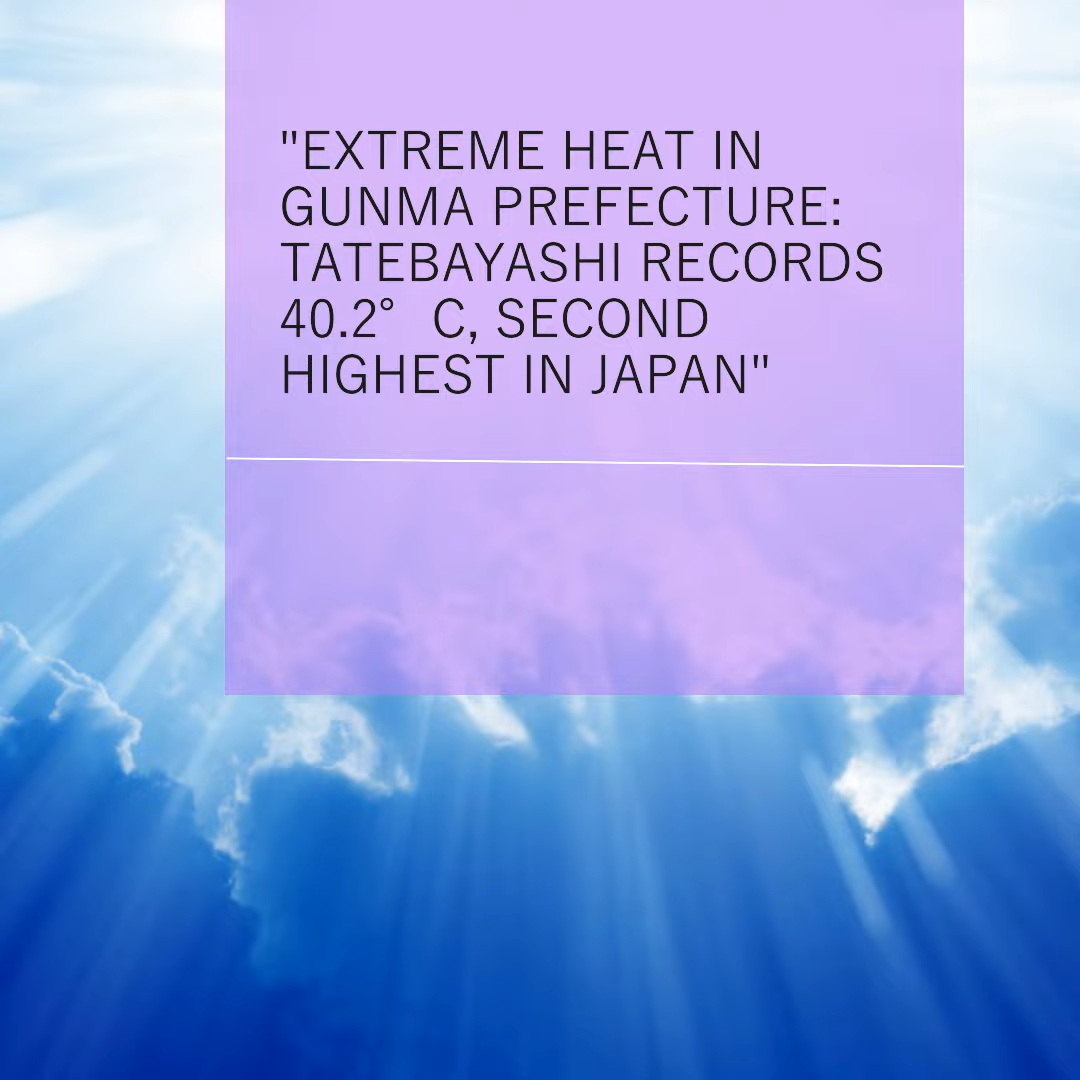 "EXTREME HEAT IN
GUNMA PREFECTURE:
TATEBAYASHI RECORDS
40.2° C, SECOND
HIGHEST IN JAPAN"